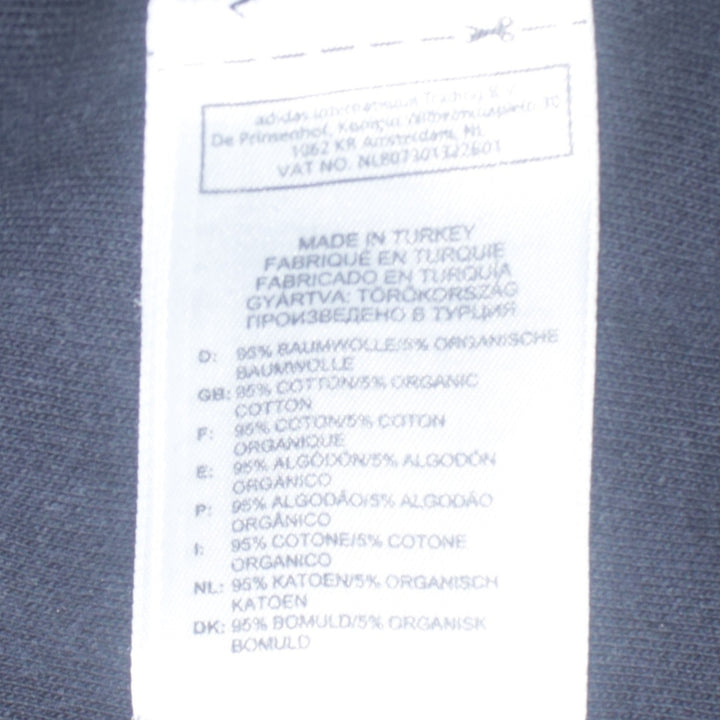 adidas International Trading B.V.
De Prinsenhof, Koningin Wilhelminaplein 30
1062 KR Amsterdam, NL
VAT NO. NL807301322B01
MADE IN TURKEY
FABRIQUÉ EN TURQUIE
FABRICADO EN TURQUÍA
GYÁRTVA: TÖRÖKORSZÁG
ПРОИЗВЕДЕНО В ТУРЦИЯ
D: 95% BAUMWOLLE/5% ORGANISCHE
BAUMWOLLE
GB: 95% COTTON/5% ORGANIC
COTTON
F: 95% COTON/5% COTON
ORGANIQUE
E: 95% ALGODÓN/5% ALGODÓN
ORGÁNICO
P: 95% ALGODÃO/5% ALGODÃO
ORGÂNICO
I: 95% COTONE/5% COTONE
ORGANICO
NL: 95% KATOEN/5% ORGANISCH
KATOEN
DK: 95% BOMULD/5% ORGANISK
BOMULD